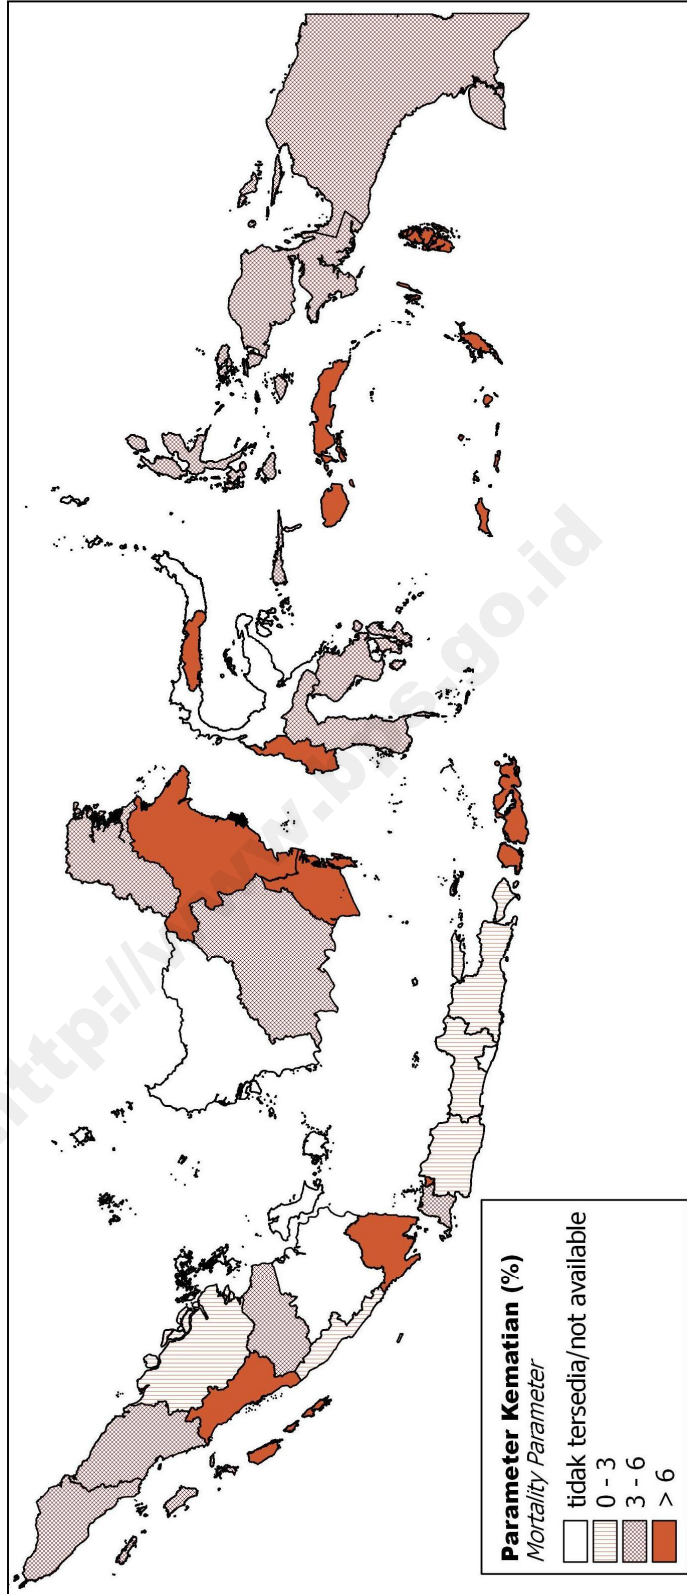 Parameter Kematian (%)
Mortality Parameter
tidak tersedia/not available
0 - 3
3 - 6
> 6
http://www.bps.go.id